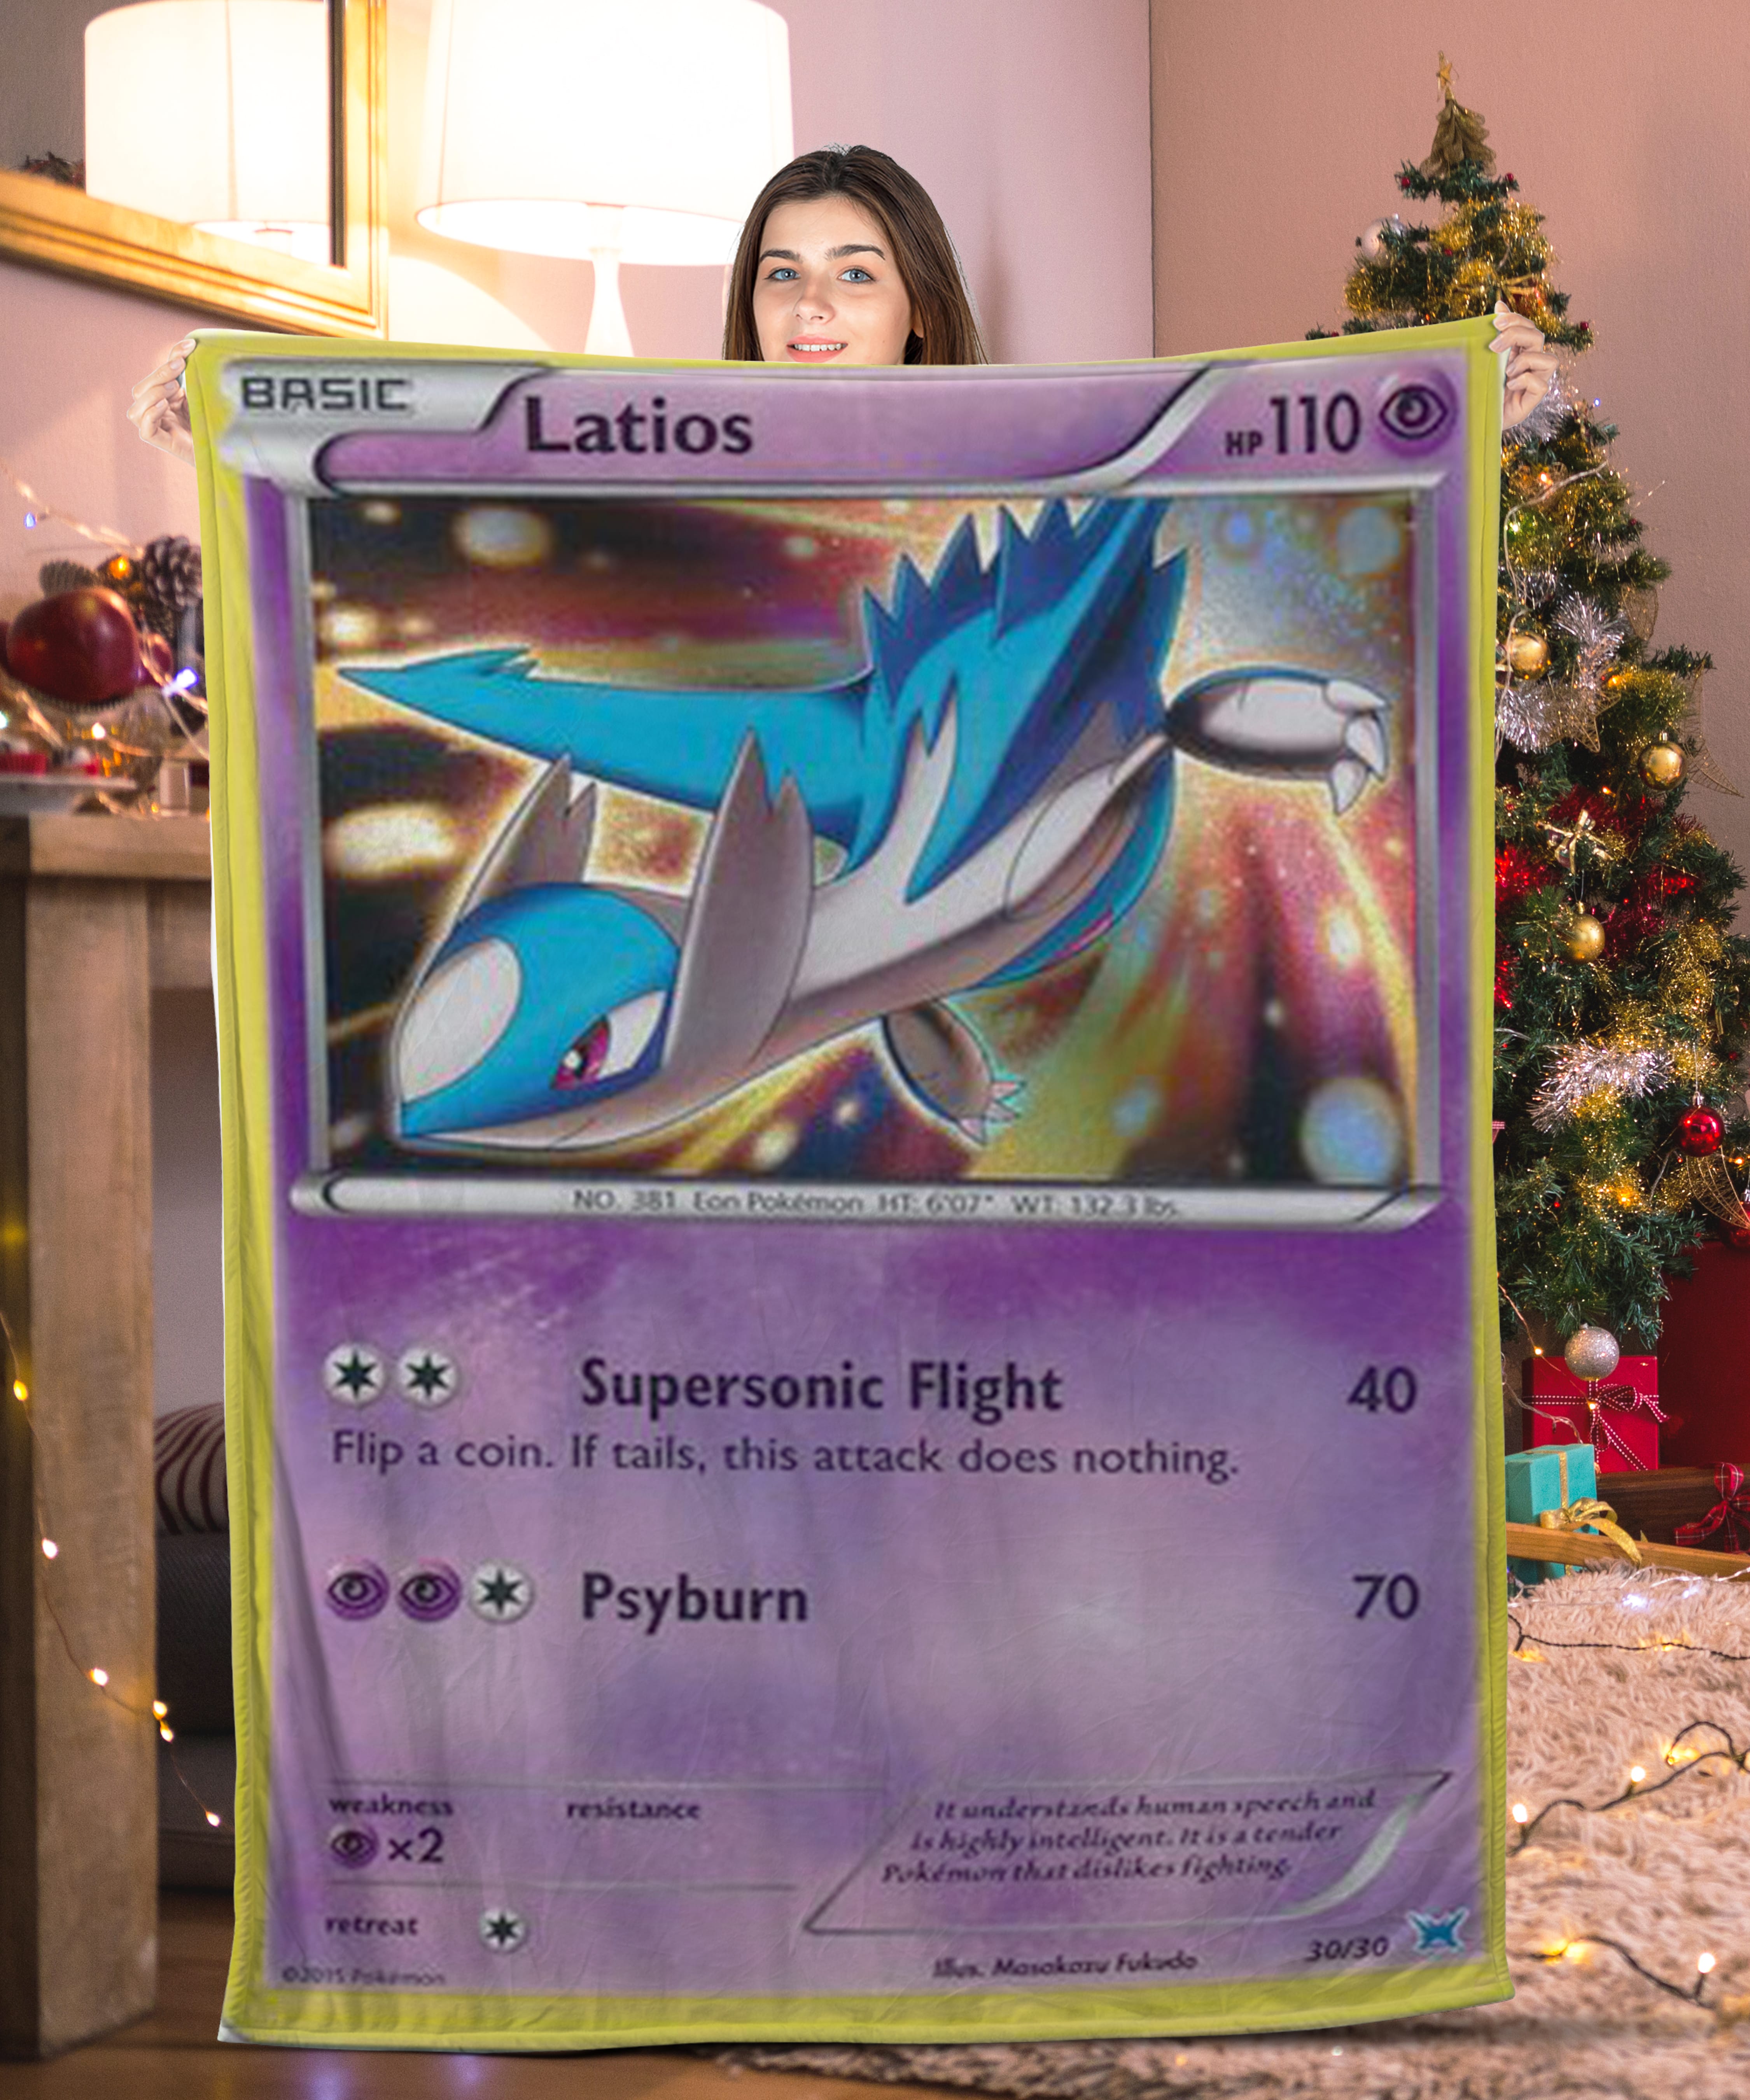 BASIC
Latios
HP 110
NO. 381 Eon Pokémon HT: 6'07" WT: 132.3 lbs.
Supersonic Flight 40
Flip a coin. If tails, this attack does nothing.
Psyburn 70
weakness resistance
×2
It understands human speech and
is highly intelligent. It is a tender
Pokémon that dislikes fighting.
retreat
Illus. Masakazu Fukuda 30/30
©2015 Pokémon